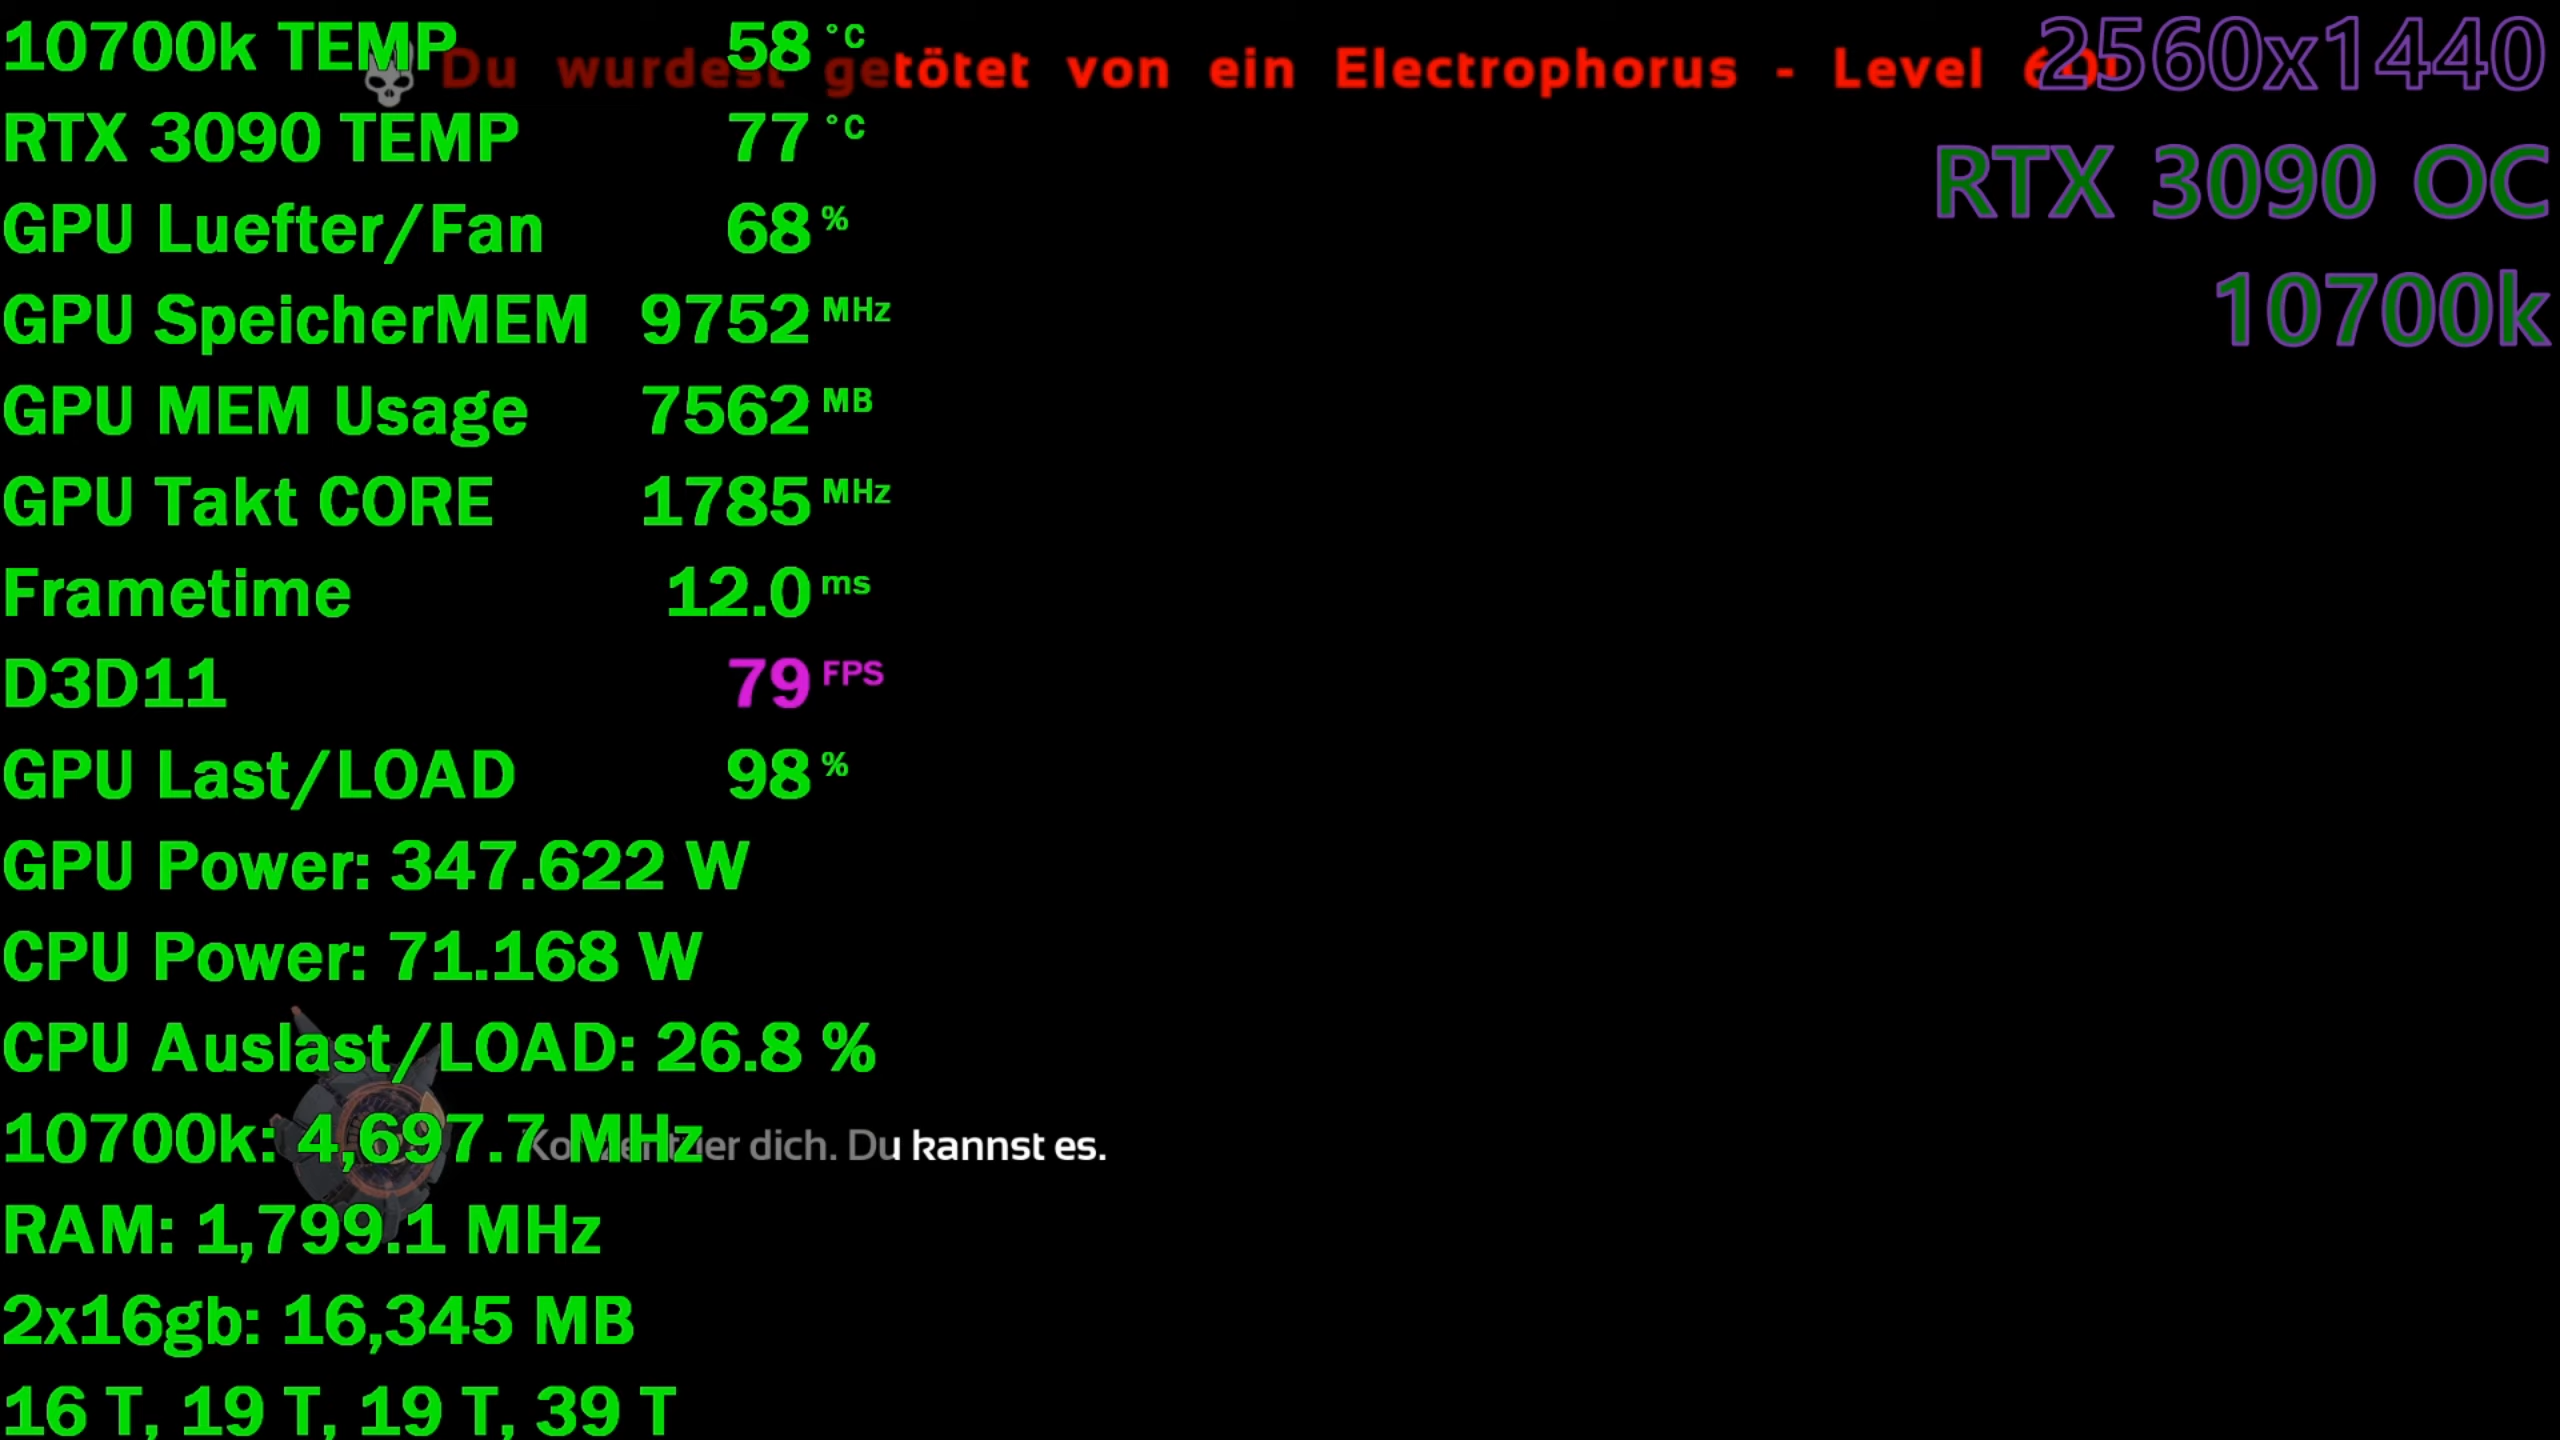 10700k TEMP 58 °C
Du wurdest getötet von ein Electrophorus - Level
2560x1440
RTX 3090 TEMP 77 °C
RTX 3090 OC
GPU Luefter/Fan 68 %
GPU SpeicherMEM 9752 MHz
10700k
GPU MEM Usage 7562 MB
GPU Takt CORE 1785 MHz
Frametime 12.0 ms
D3D11 79 FPS
GPU Last/LOAD 98 %
GPU Power: 347.622 W
CPU Power: 71.168 W
CPU Auslast/LOAD: 26.8 %
10700k: 4,697.7 MHz
dich. Du kannst es.
RAM: 1,799.1 MHz
2x16gb: 16,345 MB
16 T, 19 T, 19 T, 39 T